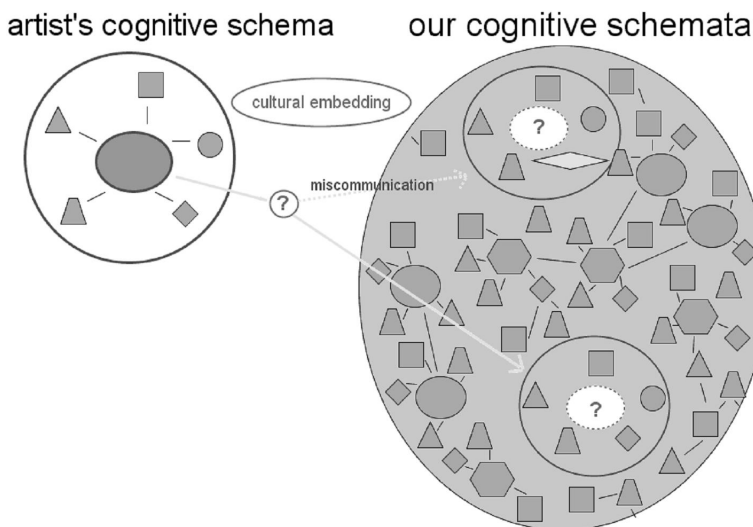 artist's cognitive schema
our cognitive schemata
cultural embedding
?
miscommunication
?
?